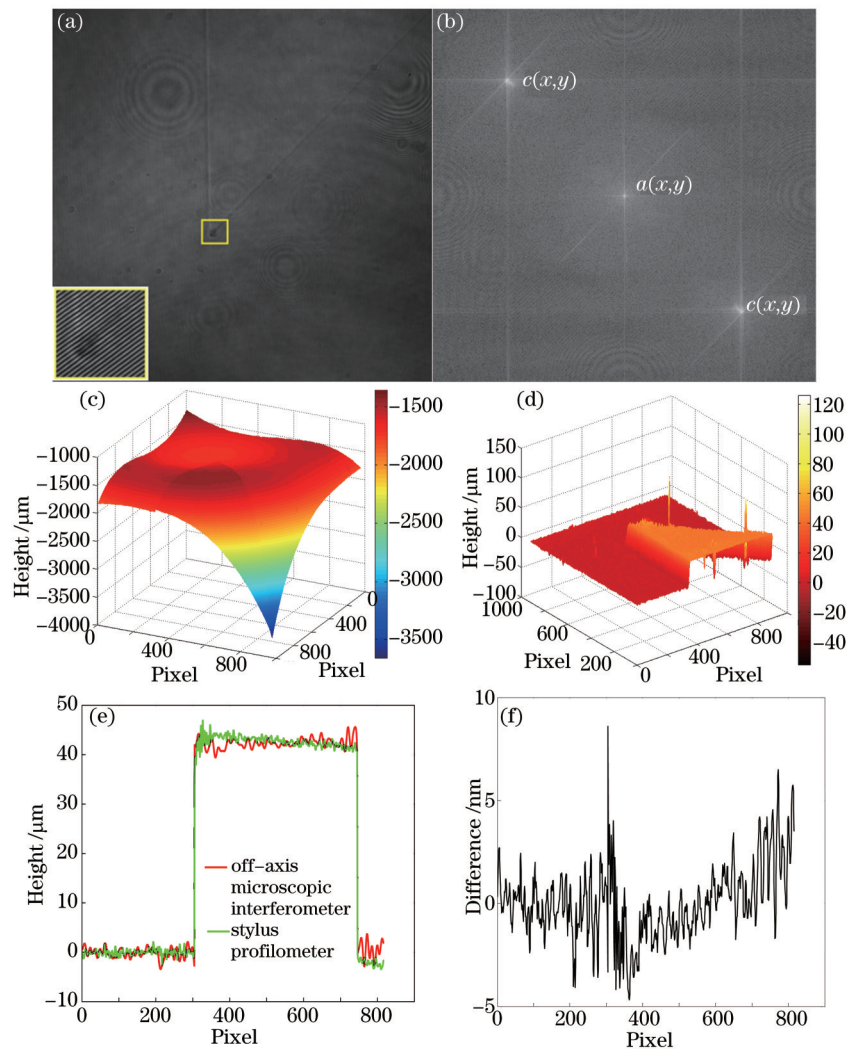 (a)
(b)
c(x,y)
a(x,y)
c(x,y)
(c)
Height /μm
−1000
−1500
−2000
−2500
−3000
−3500
−4000
0
400
800
Pixel
800
400
0
Pixel
−1500
−2000
−2500
−3000
−3500
(d)
Height /μm
150
100
50
0
−50
−100
1000
600
200
Pixel
0
400
800
Pixel
120
100
80
60
40
20
0
−20
−40
(e)
Height /μm
50
40
30
20
10
0
−10
0
200
400
600
800
Pixel
off−axis
microscopic
interferometer
stylus
profilometer
(f)
Difference /nm
10
5
0
−5
0
200
400
600
800
Pixel